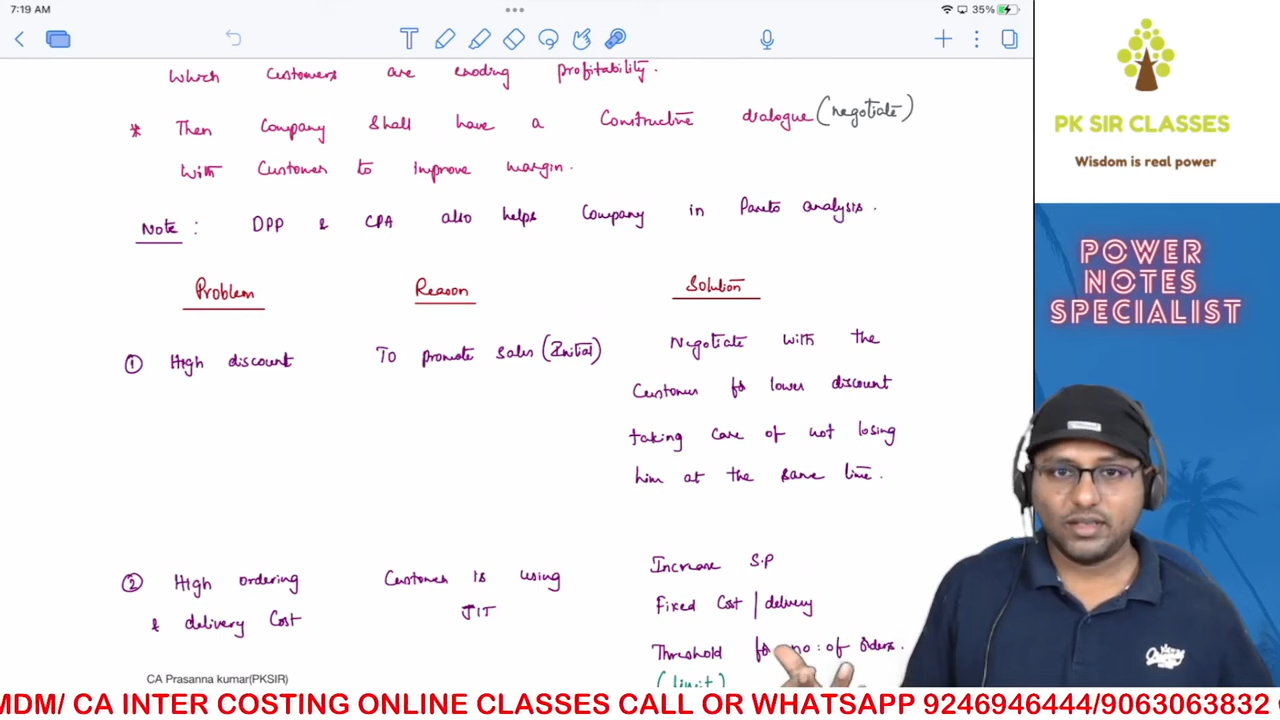 7:19 AM
35%
which customers are eroding profitability.
* Then Company Shall have a Constructive dialogue (negotiate)
with Customer to improve margin.
Note : DPP & CPA also helps Company in Pareto analysis.
Problem Reason Solution
① High discount To promote Sales (Initial) Negotiate with the
Customer for lower discount
taking care of not losing
him at the same time.
② High ordering Customer is using Increase S.P
& delivery Cost JIT Fixed Cost / delivery
Threshold for no: of orders.
(limit)
CA Prasanna kumar(PKSIR)
PK SIR CLASSES
Wisdom is real power
POWER
NOTES
SPECIALIST
MDM/ CA INTER COSTING ONLINE CLASSES CALL OR WHATSAPP 9246946444/9063063832